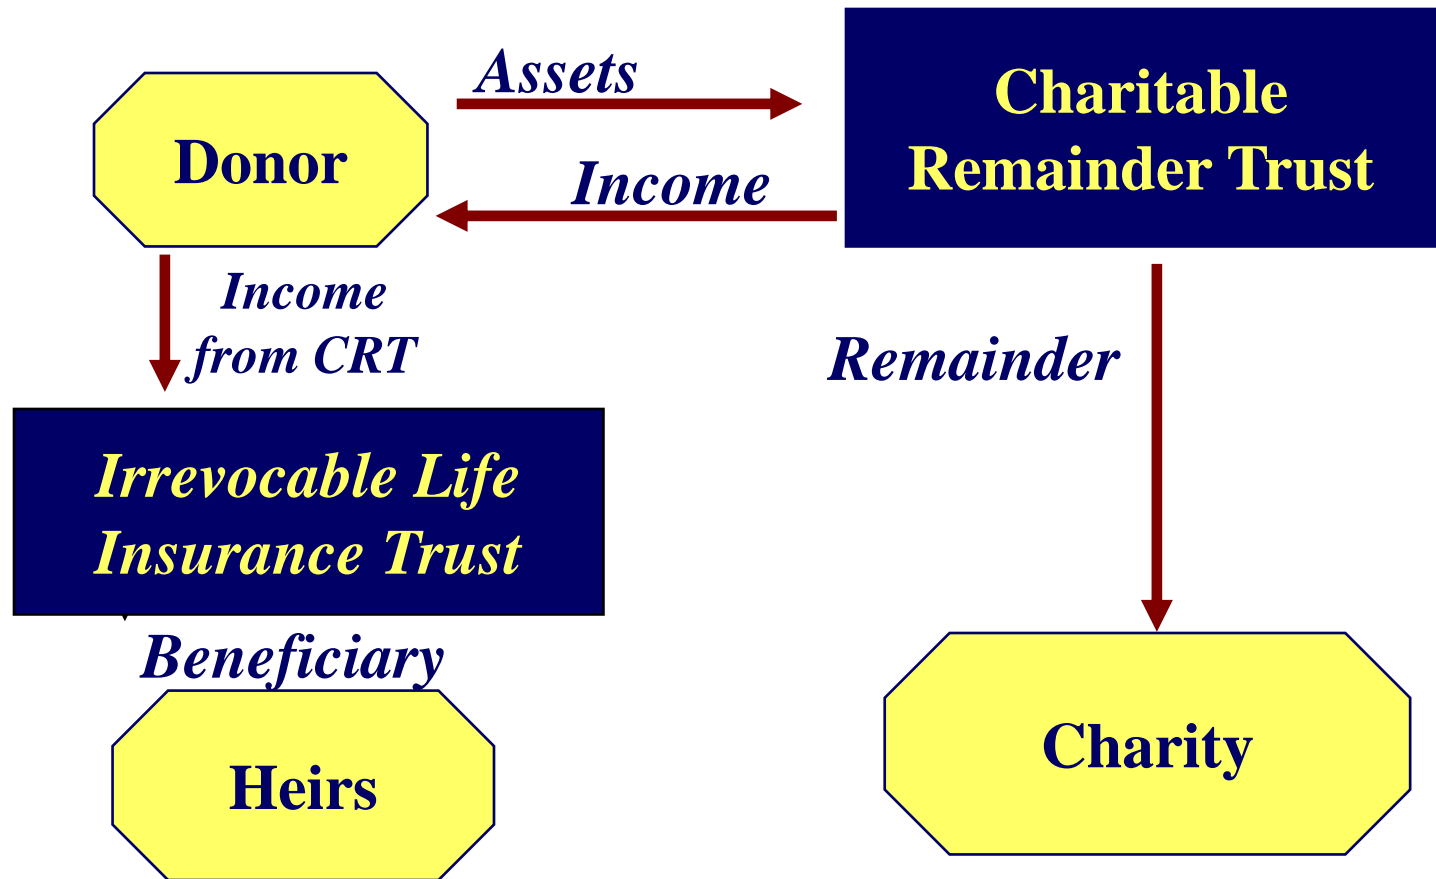 Assets
Charitable
Remainder Trust
Donor
Income
Income
from CRT
Remainder
Irrevocable Life
Insurance Trust
Beneficiary
Heirs
Charity